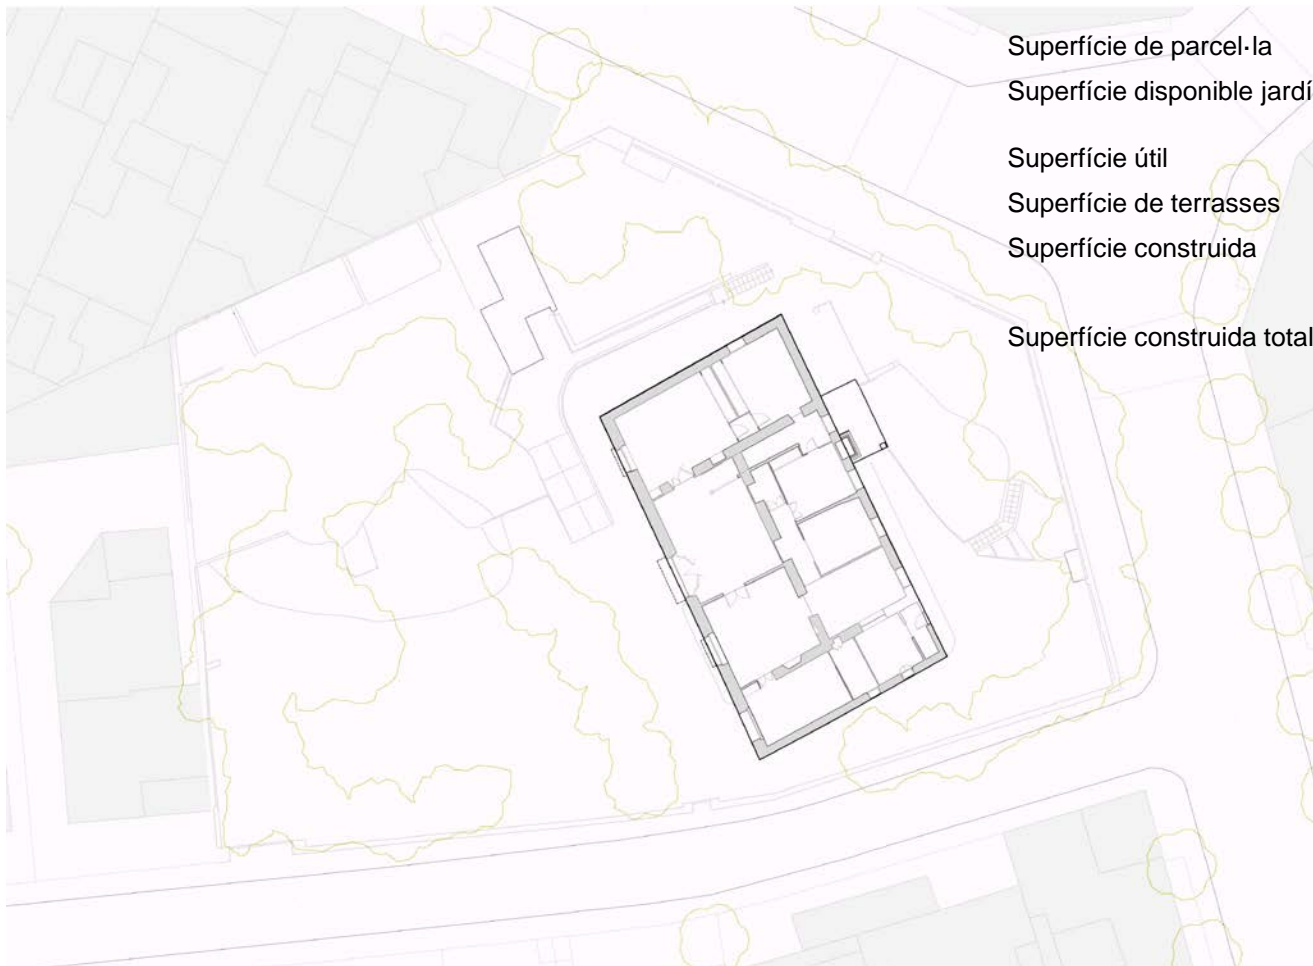 Superfície de parcel·la
Superfície disponible jardí
Superfície útil
Superfície de terrasses
Superfície construida
Superfície construida total